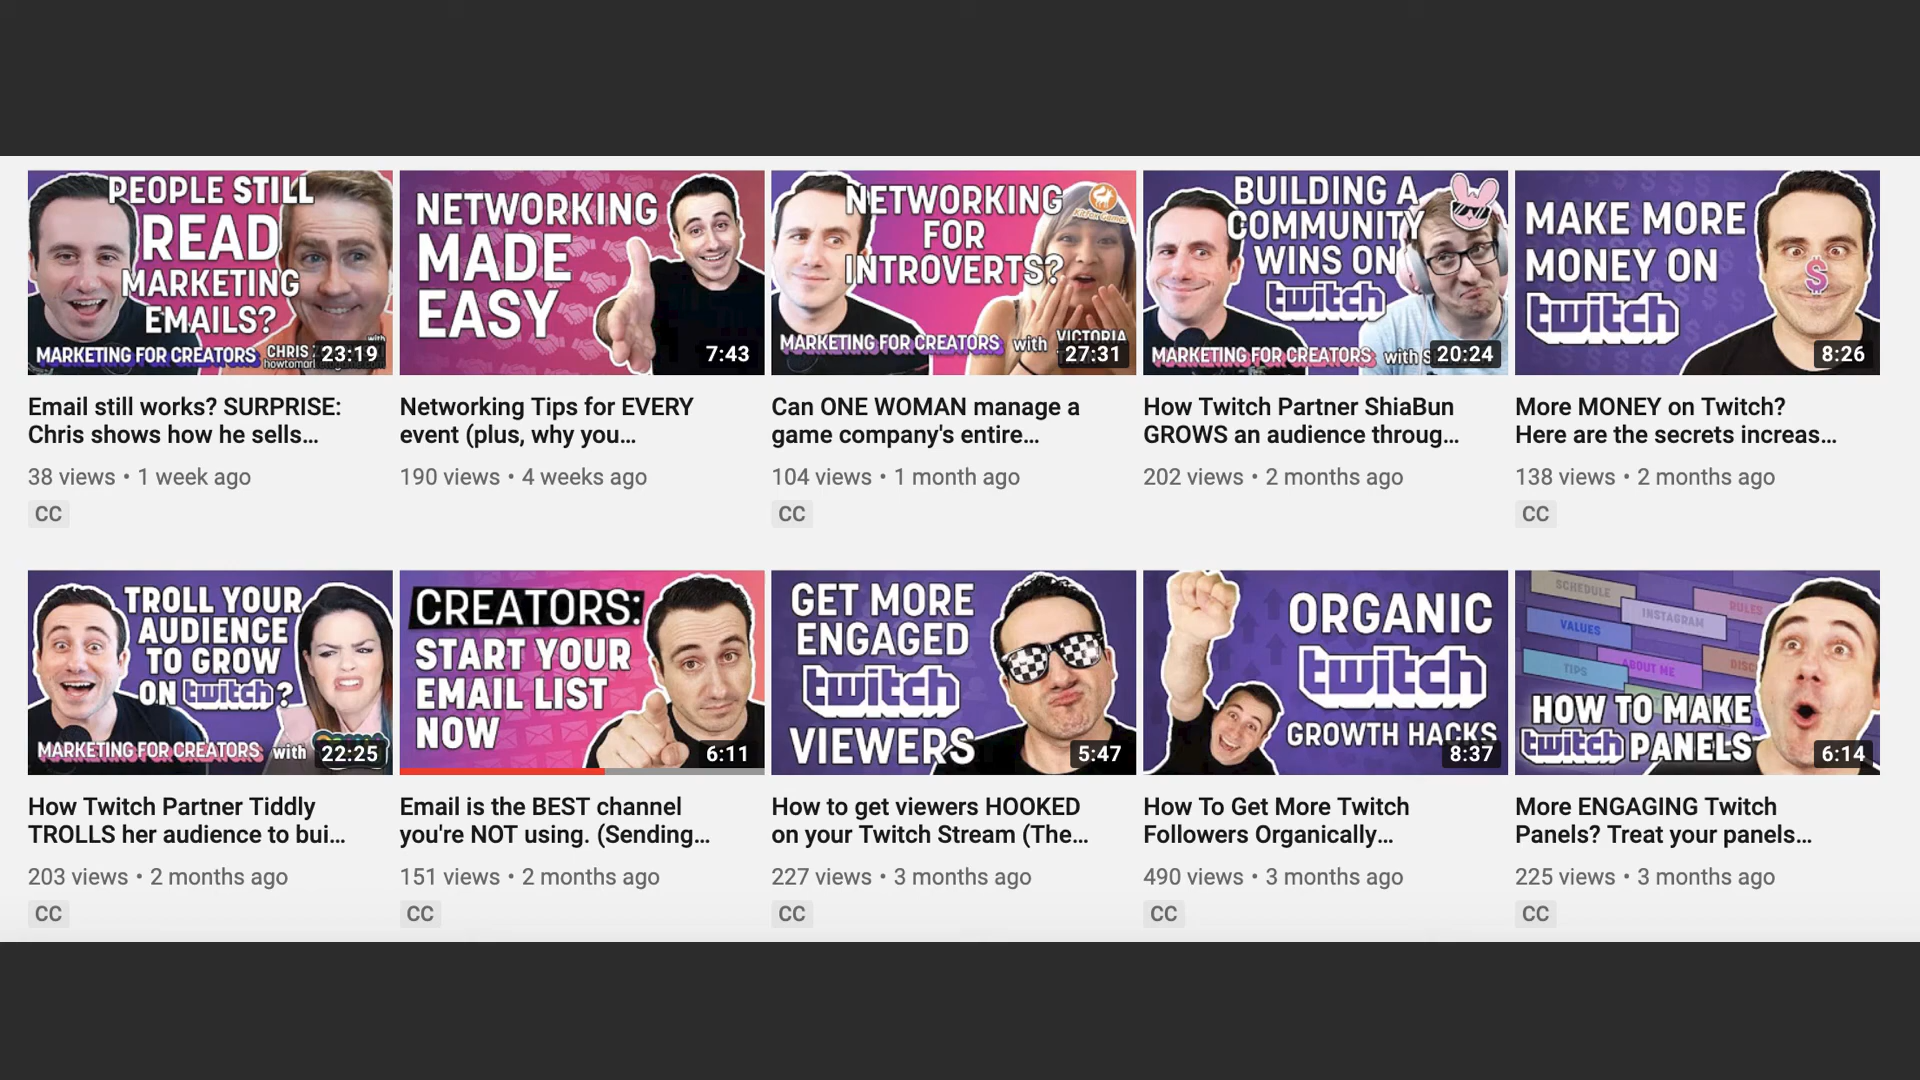 PEOPLE STILL
READ
MARKETING
EMAILS?
with
MARKETING FOR CREATORS CHRIS
23:19
NETWORKING
MADE
EASY
7:43
NETWORKING
FOR
INTROVERTS?
Kitfox Games
MARKETING FOR CREATORS with VICTORIA
27:31
BUILDING A
COMMUNITY
WINS ON
twitch
MARKETING FOR CREATORS with S
20:24
MAKE MORE
MONEY ON
twitch
$
8:26
Email still works? SURPRISE:
Chris shows how he sells...
38 views • 1 week ago
CC
Networking Tips for EVERY
event (plus, why you...
190 views • 4 weeks ago
Can ONE WOMAN manage a
game company's entire...
104 views • 1 month ago
CC
How Twitch Partner ShiaBun
GROWS an audience throug...
202 views • 2 months ago
More MONEY on Twitch?
Here are the secrets increas...
138 views • 2 months ago
CC
TROLL YOUR
AUDIENCE
TO GROW
ON twitch?
MARKETING FOR CREATORS with
22:25
CREATORS:
START YOUR
EMAIL LIST
NOW
6:11
GET MORE
ENGAGED
twitch
VIEWERS
5:47
ORGANIC
twitch
GROWTH HACKS
8:37
SCHEDULE
INSTAGRAM
RULES
VALUES
TIPS
ABOUT ME
DISC
HOW TO MAKE
twitch PANELS
6:14
How Twitch Partner Tiddly
TROLLS her audience to bui...
203 views • 2 months ago
CC
Email is the BEST channel
you're NOT using. (Sending...
151 views • 2 months ago
CC
How to get viewers HOOKED
on your Twitch Stream (The...
227 views • 3 months ago
CC
How To Get More Twitch
Followers Organically...
490 views • 3 months ago
CC
More ENGAGING Twitch
Panels? Treat your panels...
225 views • 3 months ago
CC